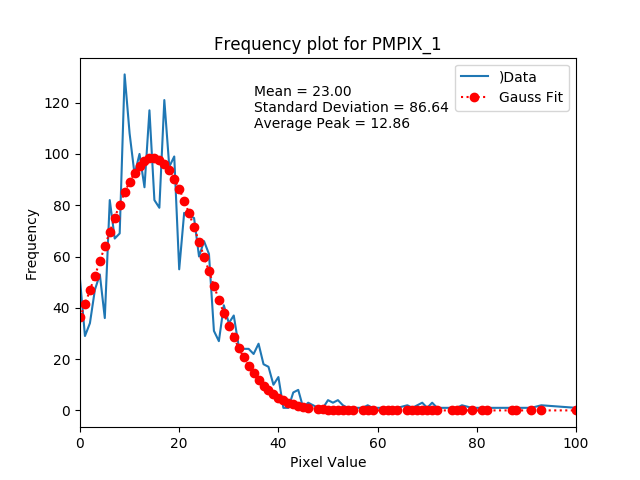 Frequency plot for PMPIX_1
)Data
Gauss Fit
Mean = 23.00
Standard Deviation = 86.64
Average Peak = 12.86
Frequency
120
100
80
60
40
20
0
0 20 40 60 80 100
Pixel Value